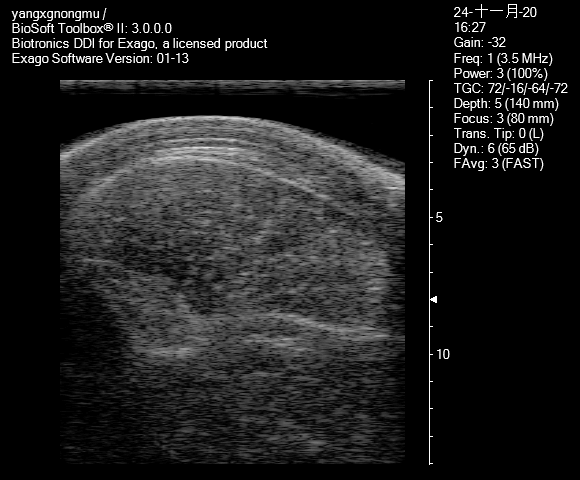 yangxgnongmu /
BioSoft Toolbox® II: 3.0.0.0
Biotronics DDI for Exago, a licensed product
Exago Software Version: 01-13
24-十一月-20
16:27
Gain: -32
Freq: 1 (3.5 MHz)
Power: 3 (100%)
TGC: 72/-16/-64/-72
Depth: 5 (140 mm)
Focus: 3 (80 mm)
Trans. Tip: 0 (L)
Dyn.: 6 (65 dB)
FAvg: 3 (FAST)
5
10